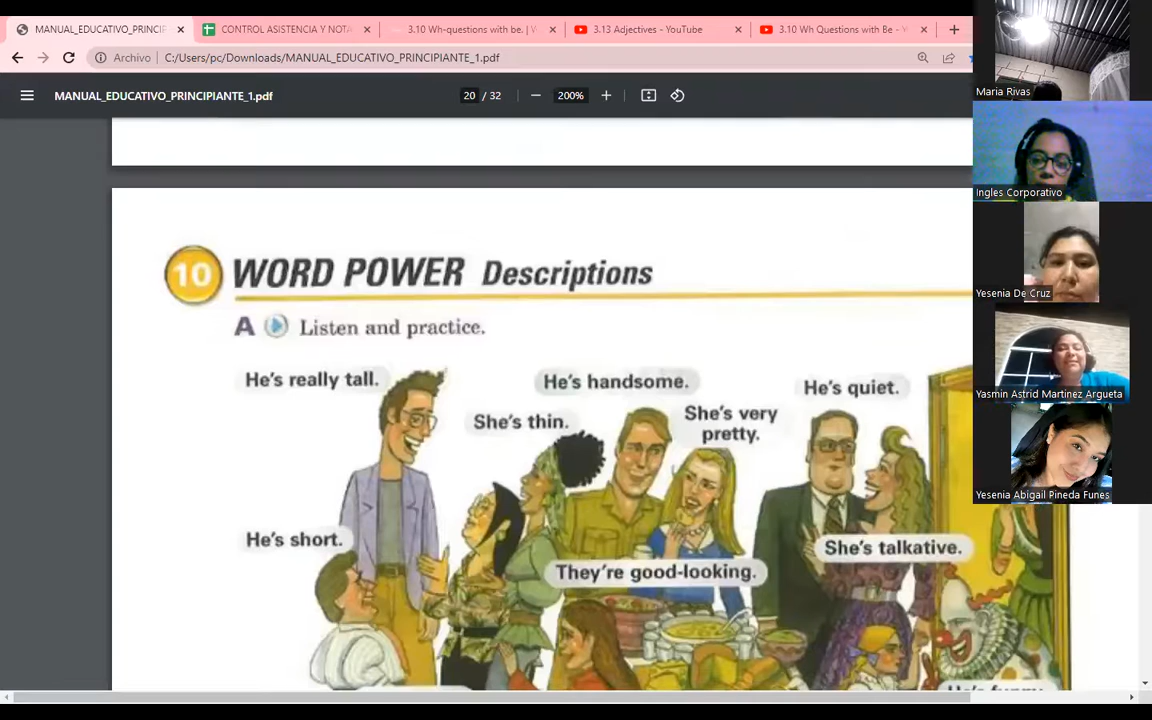 MANUAL_EDUCATIVO_PRINCIP
CONTROL ASISTENCIA Y NOTA
3.10 Wh-questions with be. | V
3.13 Adjectives - YouTube
3.10 Wh Questions with Be - Y
Archivo
C:/Users/pc/Downloads/MANUAL_EDUCATIVO_PRINCIPIANTE_1.pdf
MANUAL_EDUCATIVO_PRINCIPIANTE_1.pdf
20 / 32
200%
10 WORD POWER Descriptions
A Listen and practice.
He's really tall.
She's thin.
He's handsome.
She's very
pretty.
He's quiet.
He's short.
They're good-looking.
She's talkative.
Maria Rivas
Ingles Corporativo
Yesenia De Cruz
Yasmin Astrid Martinez Argueta
Yesenia Abigail Pineda Funes